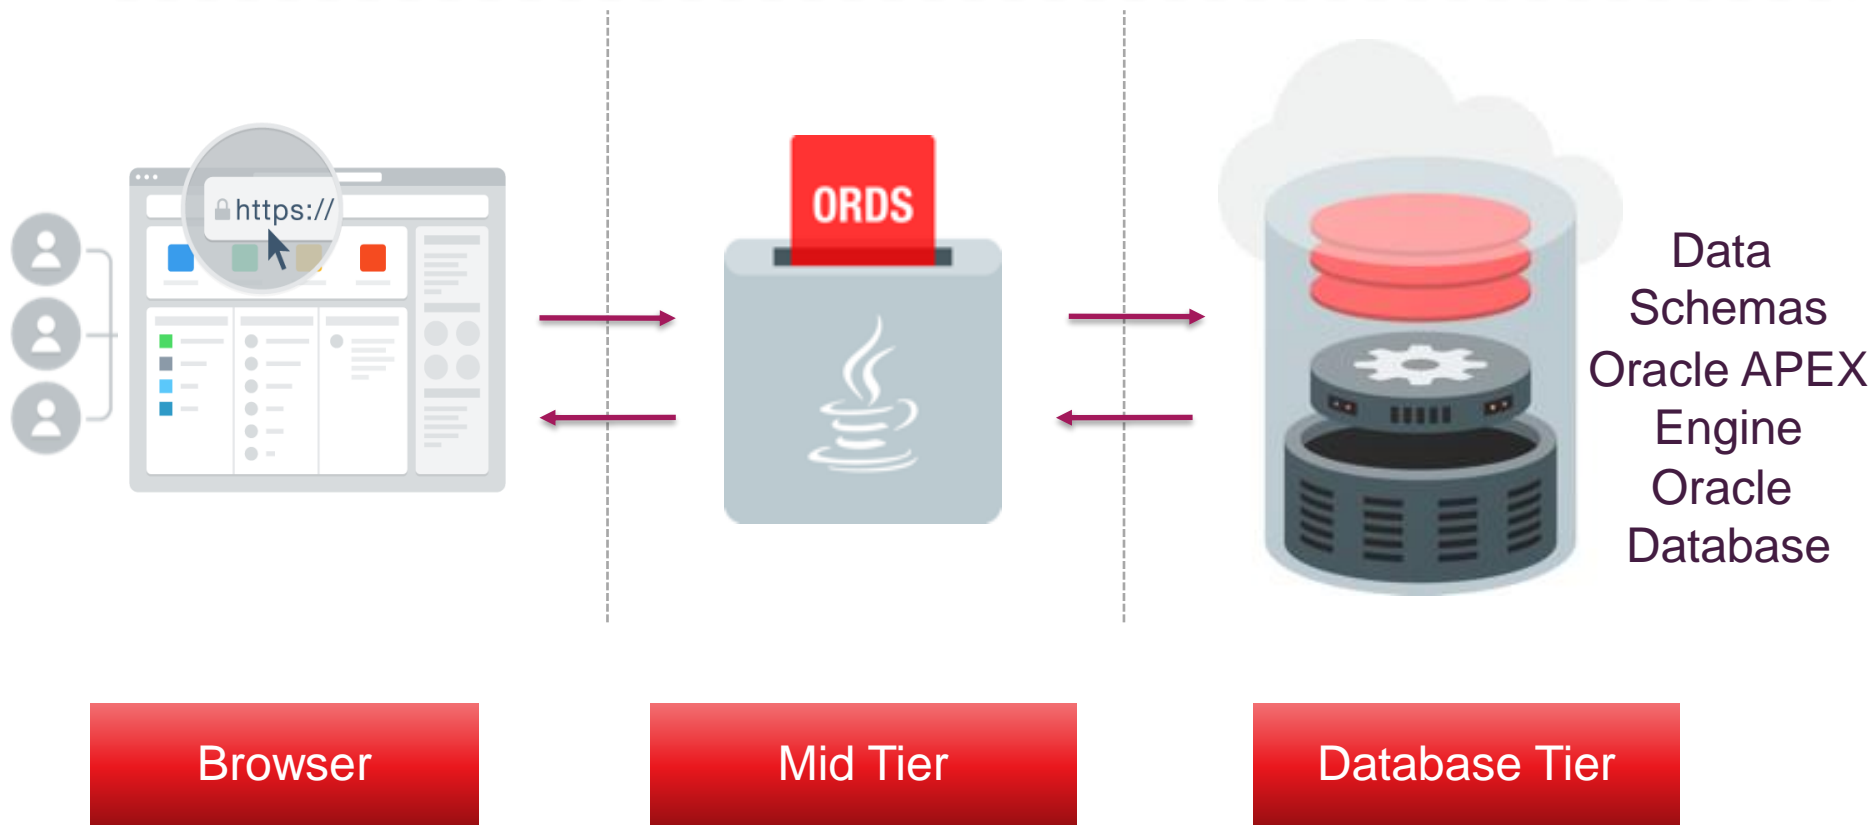 https://
ORDS
Data
Schemas
Oracle APEX
Engine
Oracle
Database
Browser
Mid Tier
Database Tier